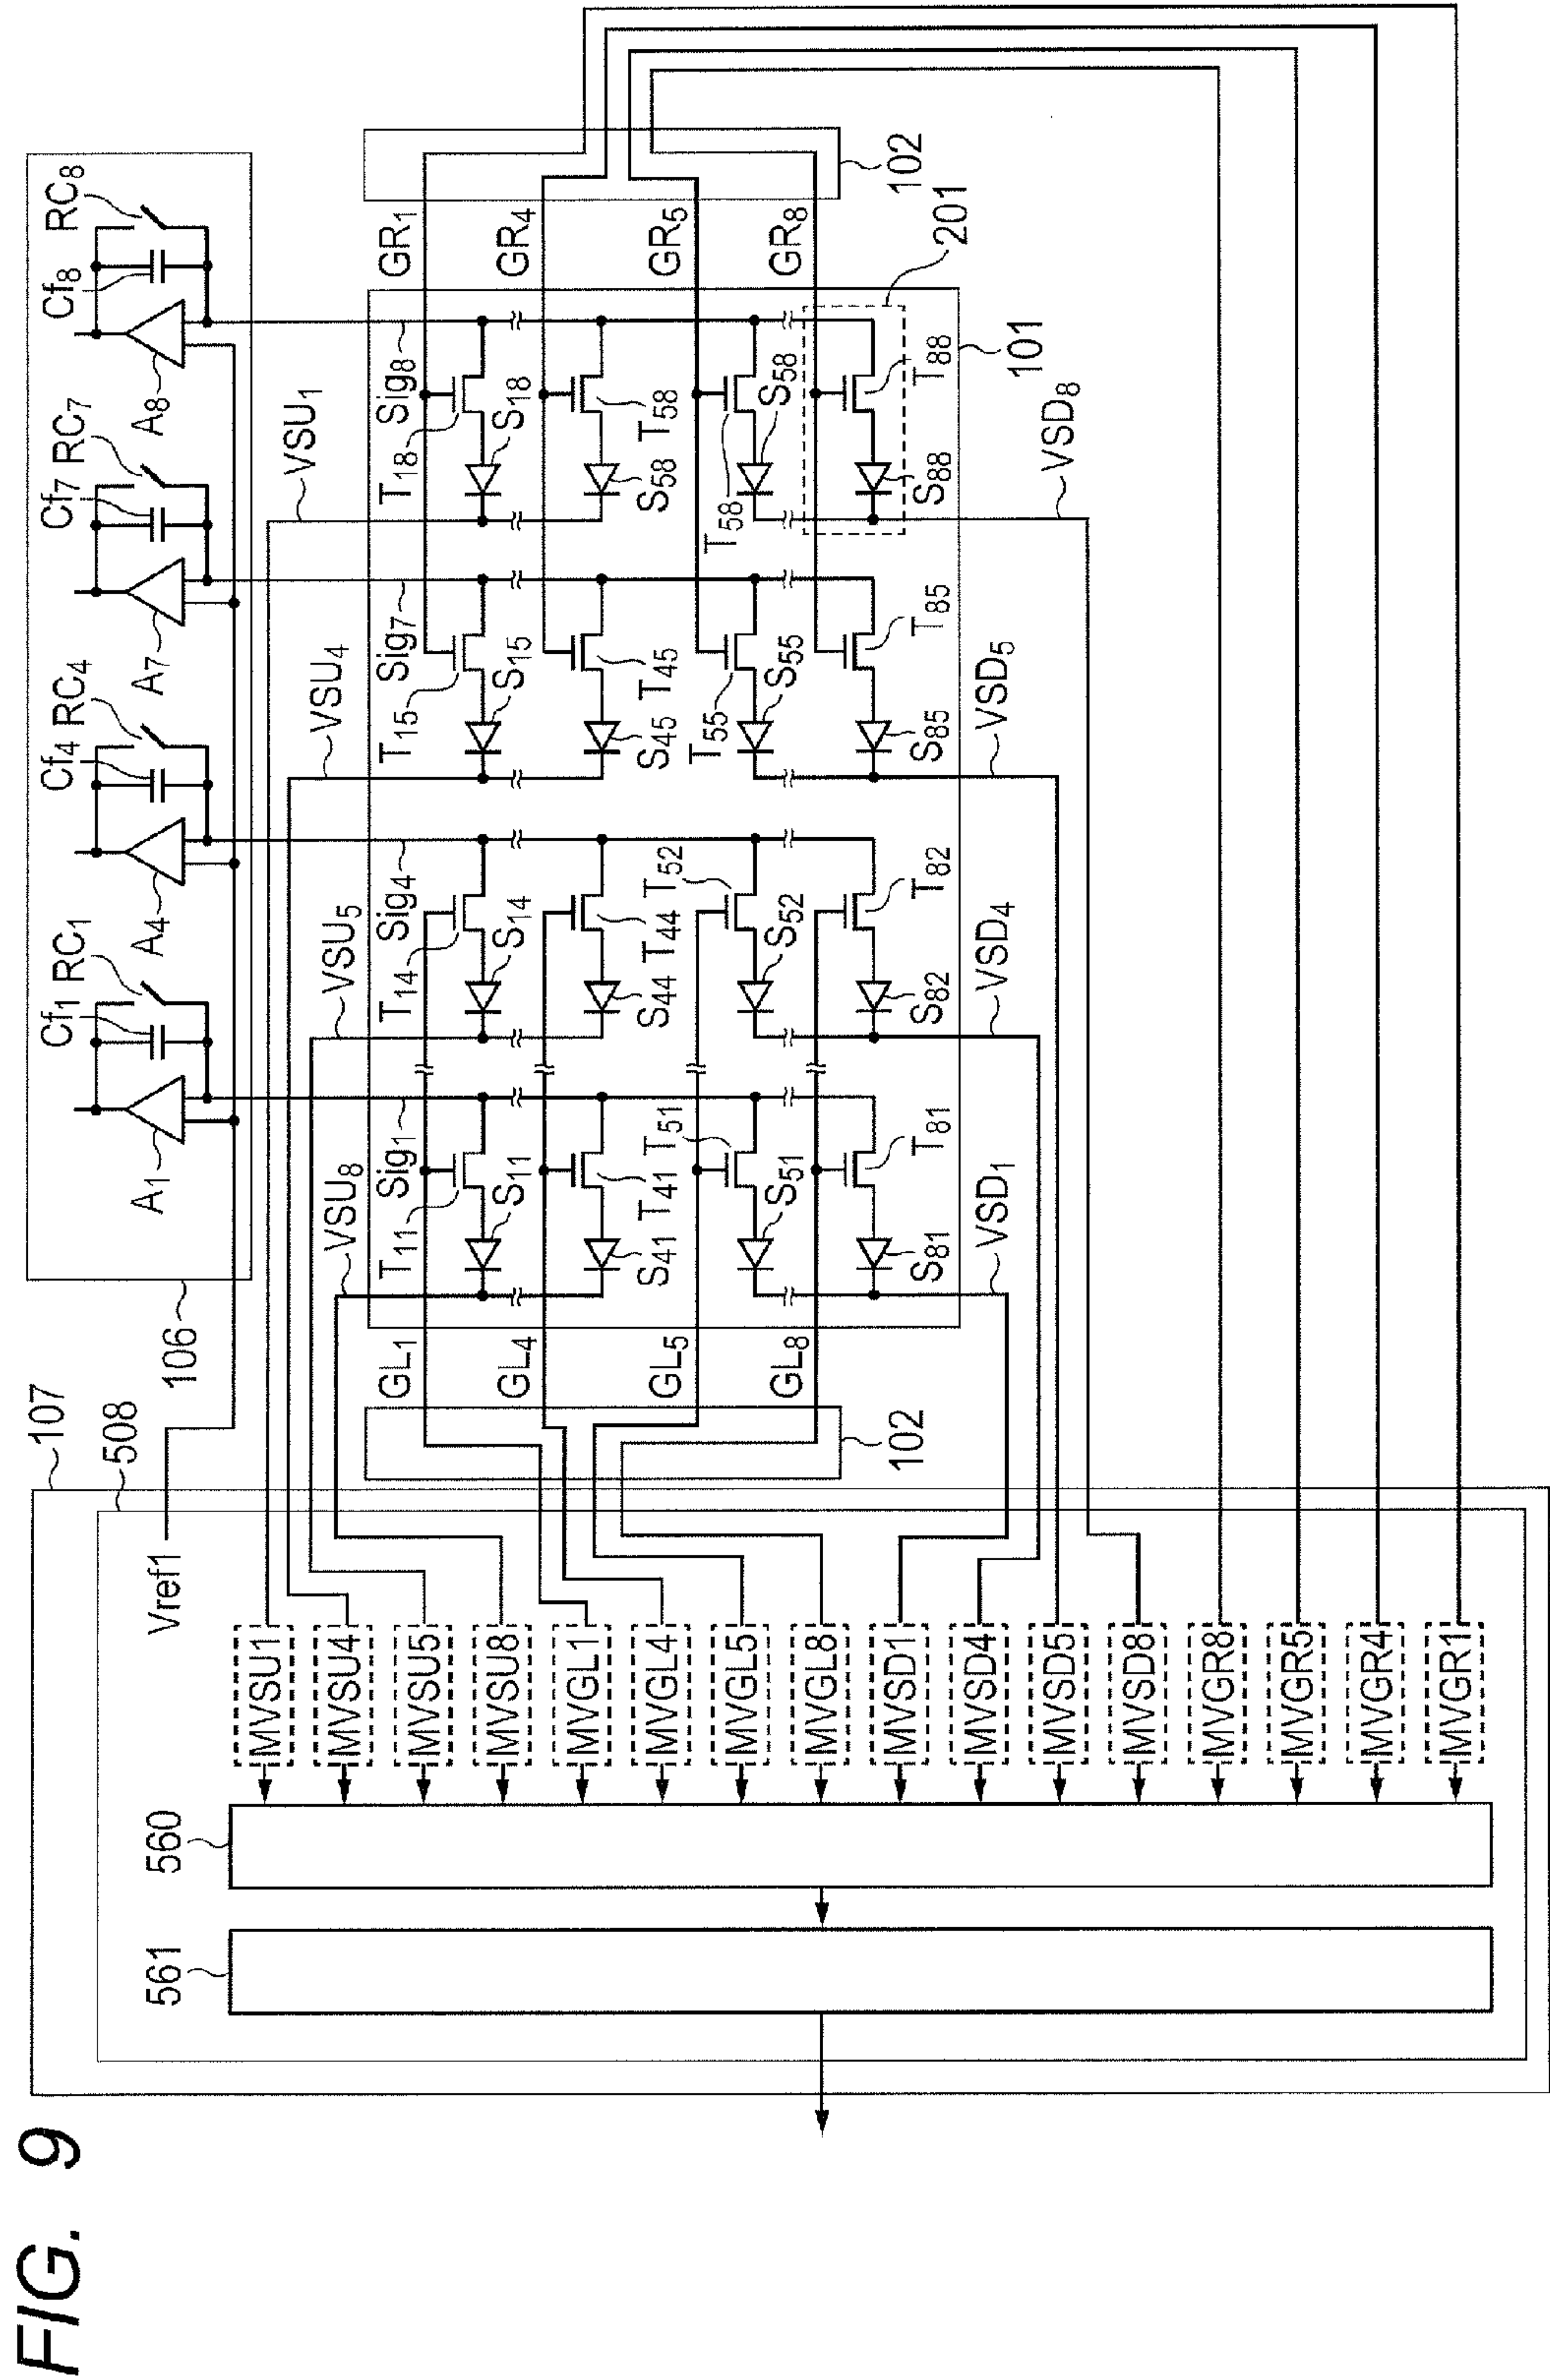 FIG. 9
107
508
106
Vref1
560
561
MVSU1
MVSU4
MVSU5
MVSU8
MVGL1
MVGL4
MVGL5
MVGL8
MVSD1
MVSD4
MVSD5
MVSD8
MVGR8
MVGR5
MVGR4
MVGR1
A1
Cf1
RC1
A4
Cf4
RC4
A7
Cf7
RC7
A8
Cf8
RC8
VSU8
VSU5
VSU4
VSU1
GL1
T11
Sig1
S11
T14
Sig4
S14
T15
Sig7
S15
T18
Sig8
S18
GR1
GL4
S41
T41
S44
T44
S45
T45
S58
T58
GR4
GL5
T51
S51
T52
S52
T55
S55
T58
S58
GR5
GL8
S81
T81
S82
T82
S85
T85
S88
T88
GR8
102
102
201
101
VSD1
VSD4
VSD5
VSD8